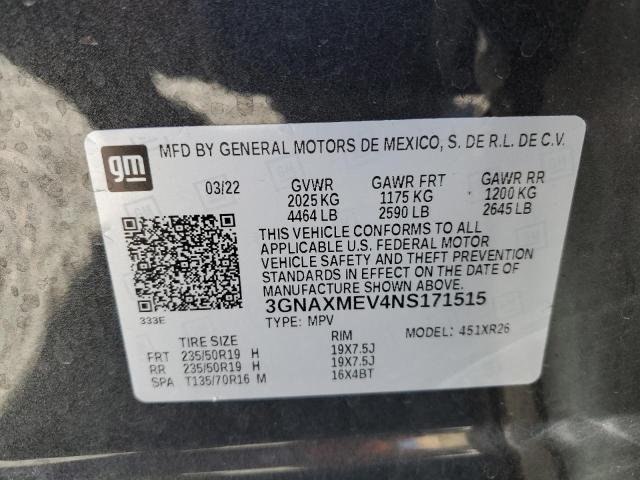 gm
MFD BY GENERAL MOTORS DE MEXICO, S. DE R.L. DE C.V.
03/22 GVWR GAWR FRT GAWR RR
2025 KG 1175 KG 1200 KG
4464 LB 2590 LB 2645 LB
THIS VEHICLE CONFORMS TO ALL
APPLICABLE U.S. FEDERAL MOTOR
VEHICLE SAFETY AND THEFT PREVENTION
STANDARDS IN EFFECT ON THE DATE OF
MANUFACTURE SHOWN ABOVE.
3GNAXMEV4NS171515
333E TYPE: MPV MODEL: 451XR26
TIRE SIZE RIM
FRT 235/50R19 H 19X7.5J
RR 235/50R19 H 19X7.5J
SPA T135/70R16 M 16X4BT